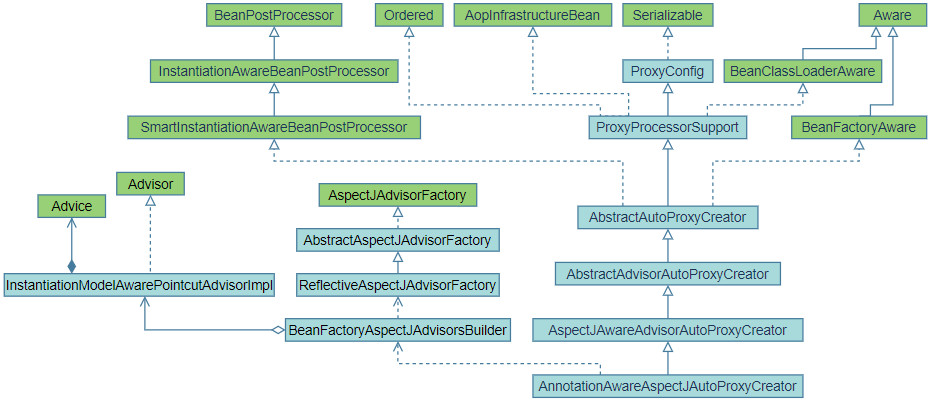 BeanPostProcessor
Ordered
AopInfrastructureBean
Serializable
Aware
InstantiationAwareBeanPostProcessor
ProxyConfig
BeanClassLoaderAware
SmartInstantiationAwareBeanPostProcessor
ProxyProcessorSupport
BeanFactoryAware
Advisor
Advice
AspectJAdvisorFactory
AbstractAutoProxyCreator
AbstractAspectJAdvisorFactory
AbstractAdvisorAutoProxyCreator
InstantiationModelAwarePointcutAdvisorImpl
ReflectiveAspectJAdvisorFactory
BeanFactoryAspectJAdvisorsBuilder
AspectJAwareAdvisorAutoProxyCreator
AnnotationAwareAspectJAutoProxyCreator